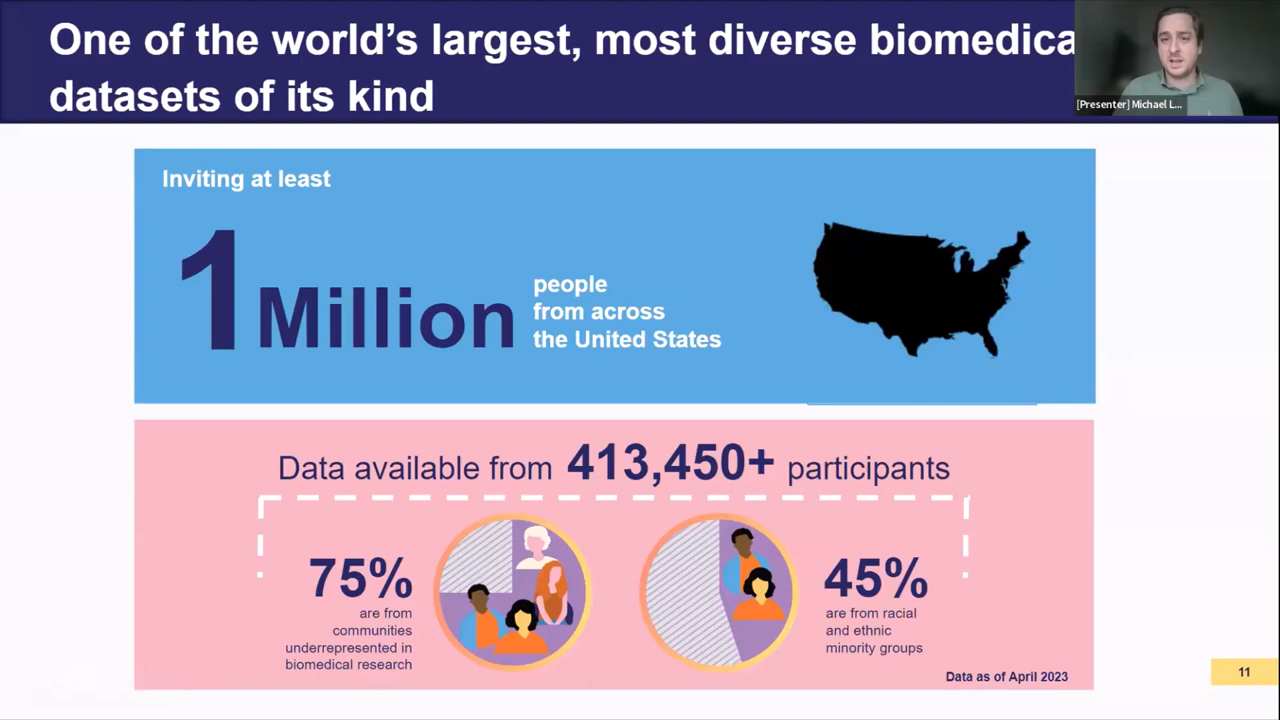 One of the world's largest, most diverse biomedica
datasets of its kind
[Presenter] Michael L...
Inviting at least
1 Million
people
from across
the United States
Data available from 413,450+ participants
75%
are from
communities
underrepresented in
biomedical research
45%
are from racial
and ethnic
minority groups
Data as of April 2023
11